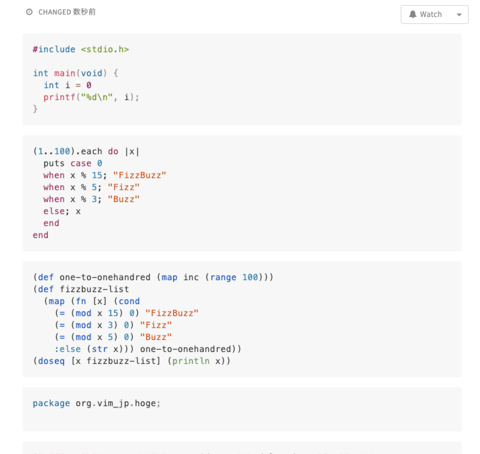 CHANGED 数秒前
Watch
#include <stdio.h>
int main(void) {
  int i = 0
  printf("%d\n", i);
}
(1..100).each do |x|
  puts case 0
  when x % 15; "FizzBuzz"
  when x % 5; "Fizz"
  when x % 3; "Buzz"
  else; x
  end
end
(def one-to-onehandred (map inc (range 100)))
(def fizzbuzz-list
  (map (fn [x] (cond
    (= (mod x 15) 0) "FizzBuzz"
    (= (mod x 3) 0) "Fizz"
    (= (mod x 5) 0) "Buzz"
    :else (str x))) one-to-onehandred))
(doseq [x fizzbuzz-list] (println x))
package org.vim_jp.hoge;